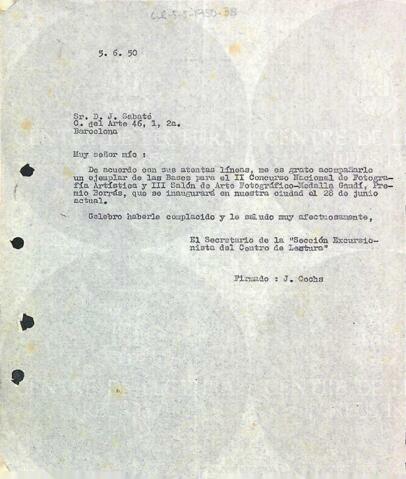 5. 6. 50
Sr. D. J. Sabaté
C. del Arte 46, 1, 2a.
Barcelona
Muy señor mío :
De acuerdo con sus atentas líneas, me es grato acompañarle
un ejemplar de las Bases para el II Concurso Nacional de Fotogra-
fía Artística y III Salón de Arte Fotográfico-Medalla Gaudí, Pre-
mio Borrás, que se inaugurará en nuestra ciudad el 28 de junio
actual.
Celebro haberle complacido y le saludo muy afectuosamente,
El Secretario de la "Sección Excursio-
nista del Centro de Lectura"
Firmado : J. Cochs